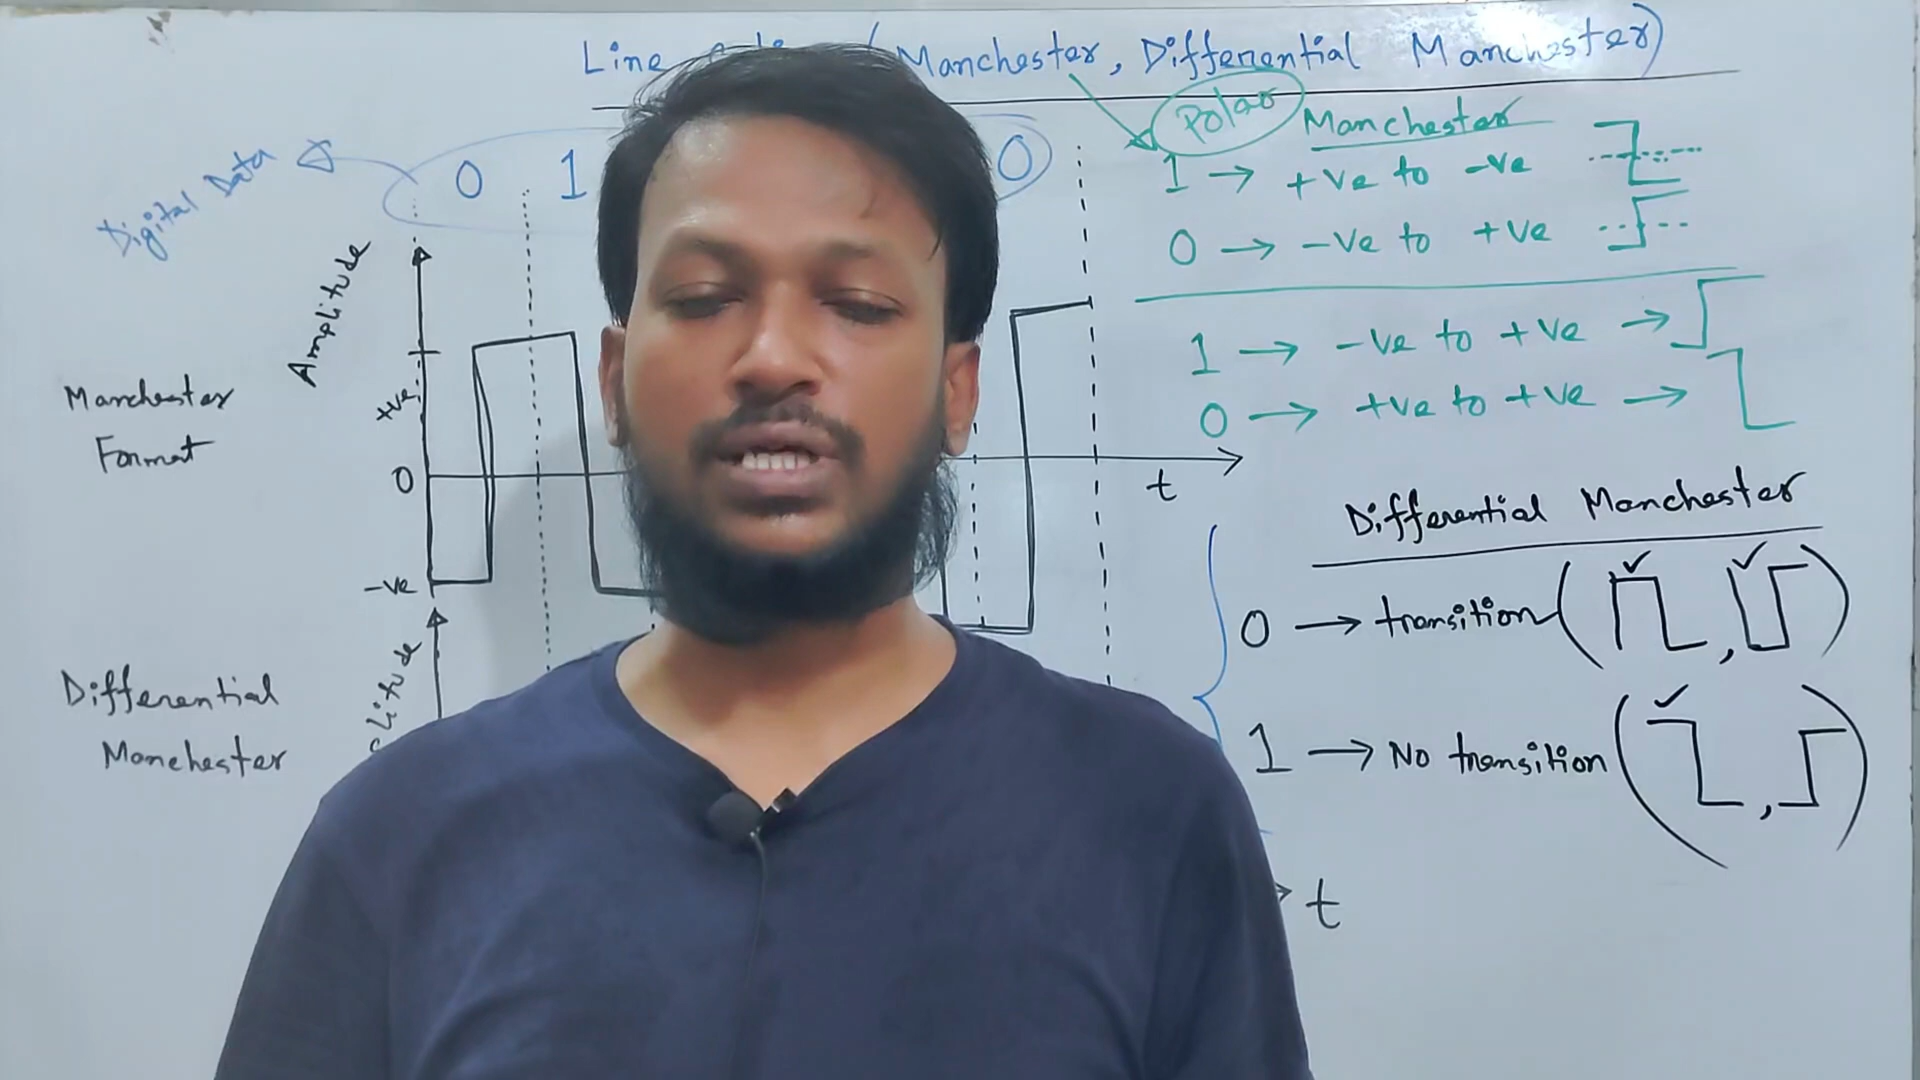 Line (Manchester, Differential Manchester)
Digital Data
0 1 0
Polar
Manchester
1 → +ve to -ve
0 → -ve to +ve
1 → -ve to +ve →
0 → +ve to +ve →
Amplitude
+ve
0
-ve
t
Manchester
Format
Differential Manchester
0 → transition ( , )
1 → No transition ( , )
Differential
Manchester
t